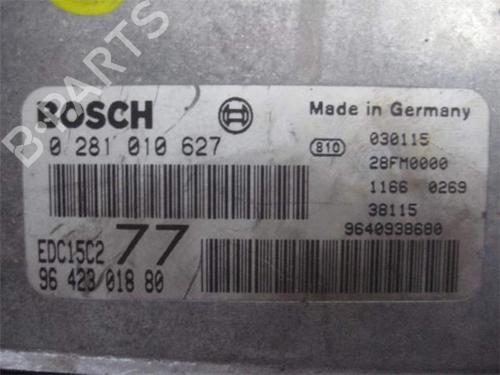 B-PARTS
BOSCH
Made in Germany
0 281 010 627
810
030115
28FM0000
1166 0269
38115
9640938680
EDC15C2 77
96 423 018 80